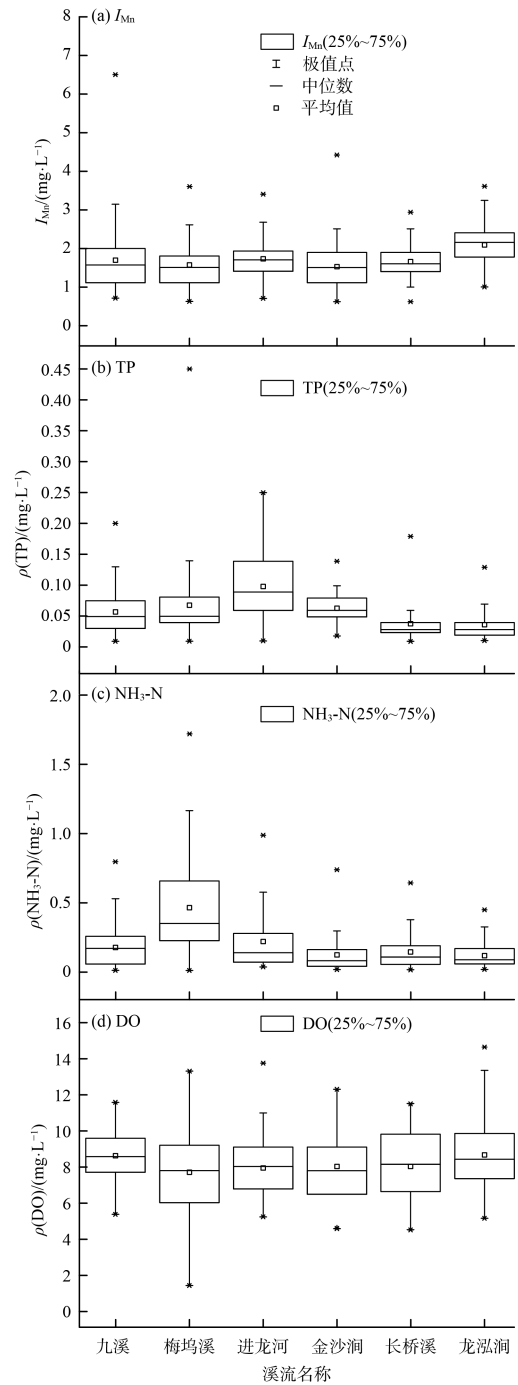 (a) I_Mn
I_Mn(25%~75%)
极值点
中位数
平均值
I_Mn/(mg·L⁻¹)
8
7
6
5
4
3
2
1
0
(b) TP
TP(25%~75%)
ρ(TP)/(mg·L⁻¹)
0.45
0.40
0.35
0.30
0.25
0.20
0.15
0.10
0.05
0
(c) NH₃-N
NH₃-N(25%~75%)
ρ(NH₃-N)/(mg·L⁻¹)
2.0
1.5
1.0
0.5
0
(d) DO
DO(25%~75%)
ρ(DO)/(mg·L⁻¹)
16
14
12
10
8
6
4
2
0
九溪 梅坞溪 进龙河 金沙涧 长桥溪 龙泓涧
溪流名称